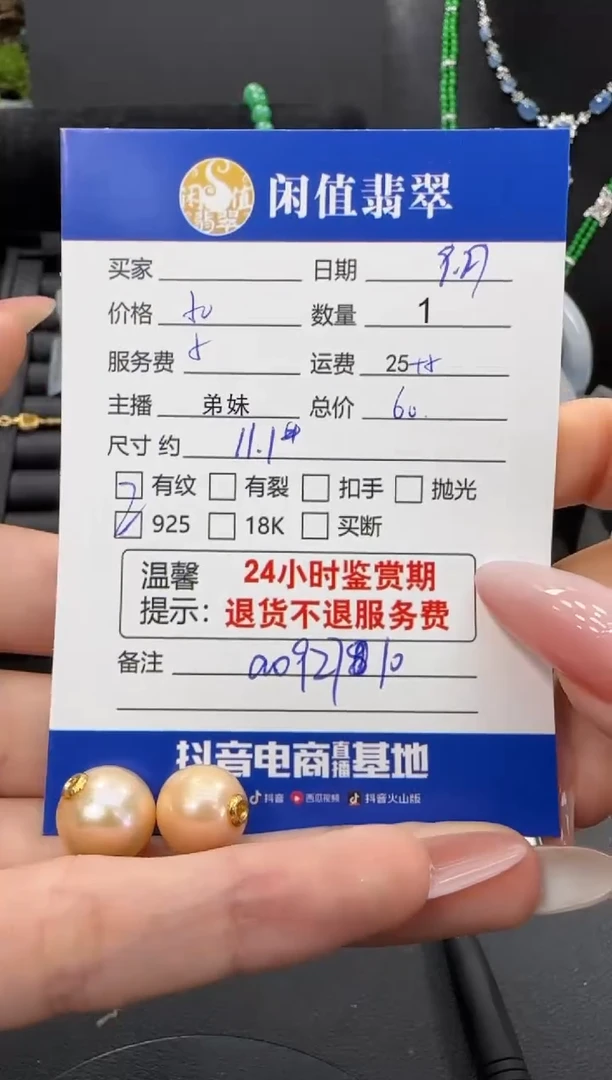 闲值翡翠
闲值翡翠
买家 日期
价格 数量 1
服务费 运费 25
主播 弟妹 总价 60.
尺寸 约 11.1
有纹 有裂 扣手 抛光
925 18K 买断
温馨提示: 24小时鉴赏期
退货不退服务费
备注
抖音电商直播基地
抖音 西瓜视频 抖音火山版